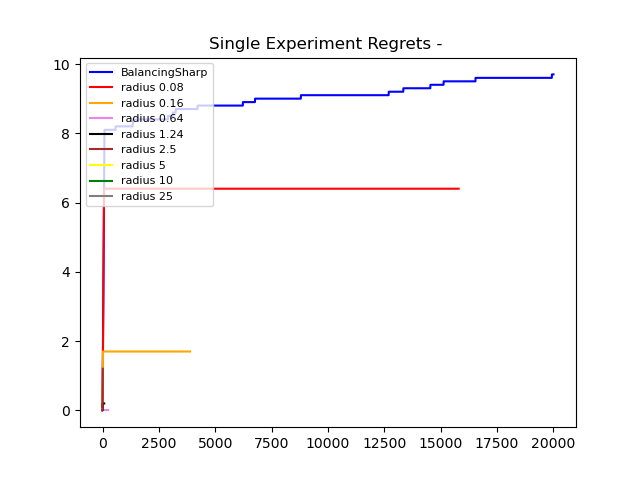 Single Experiment Regrets -
10
8
6
4
2
0
BalancingSharp
radius 0.08
radius 0.16
radius 0.64
radius 1.24
radius 2.5
radius 5
radius 10
radius 25
0 2500 5000 7500 10000 12500 15000 17500 20000